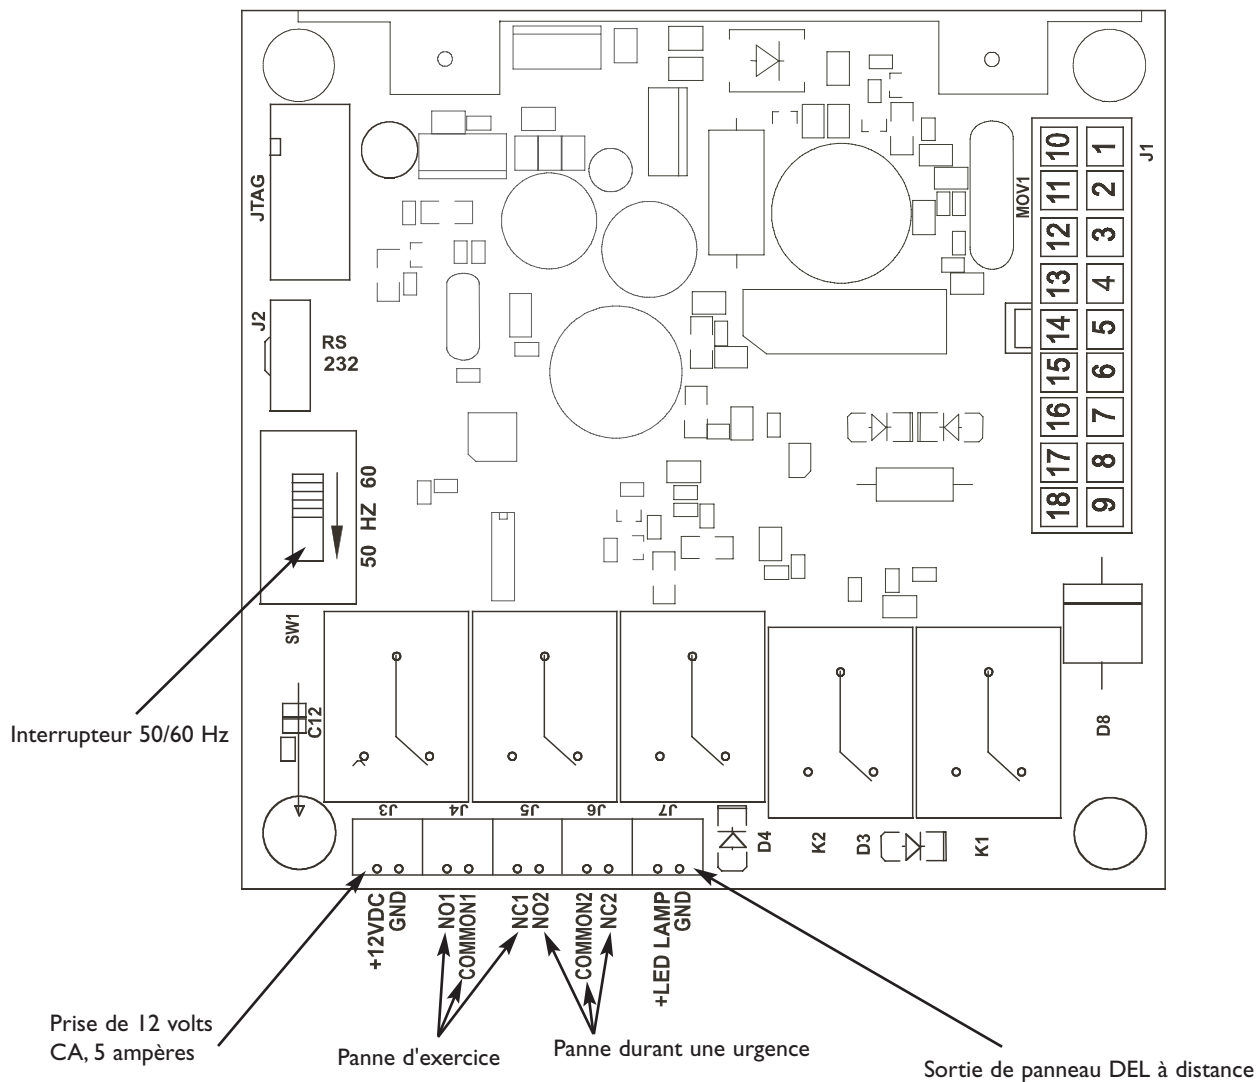 JTAG
MOV1
10 1
11 2
12 3
13 4
14 5
15 6
16 7
17 8
18 9
J1
J2
RS
232
50 HZ 60
SW1
Interrupteur 50/60 Hz
C12
D8
J3
J4
J5
J6
J7
D4
K2
D3
K1
+12VDC
GND
NO1
COMMON1
NC1
NO2
COMMON2
NC2
+LED LAMP
GND
Prise de 12 volts
CA, 5 ampères
Panne d'exercice
Panne durant une urgence
Sortie de panneau DEL à distance